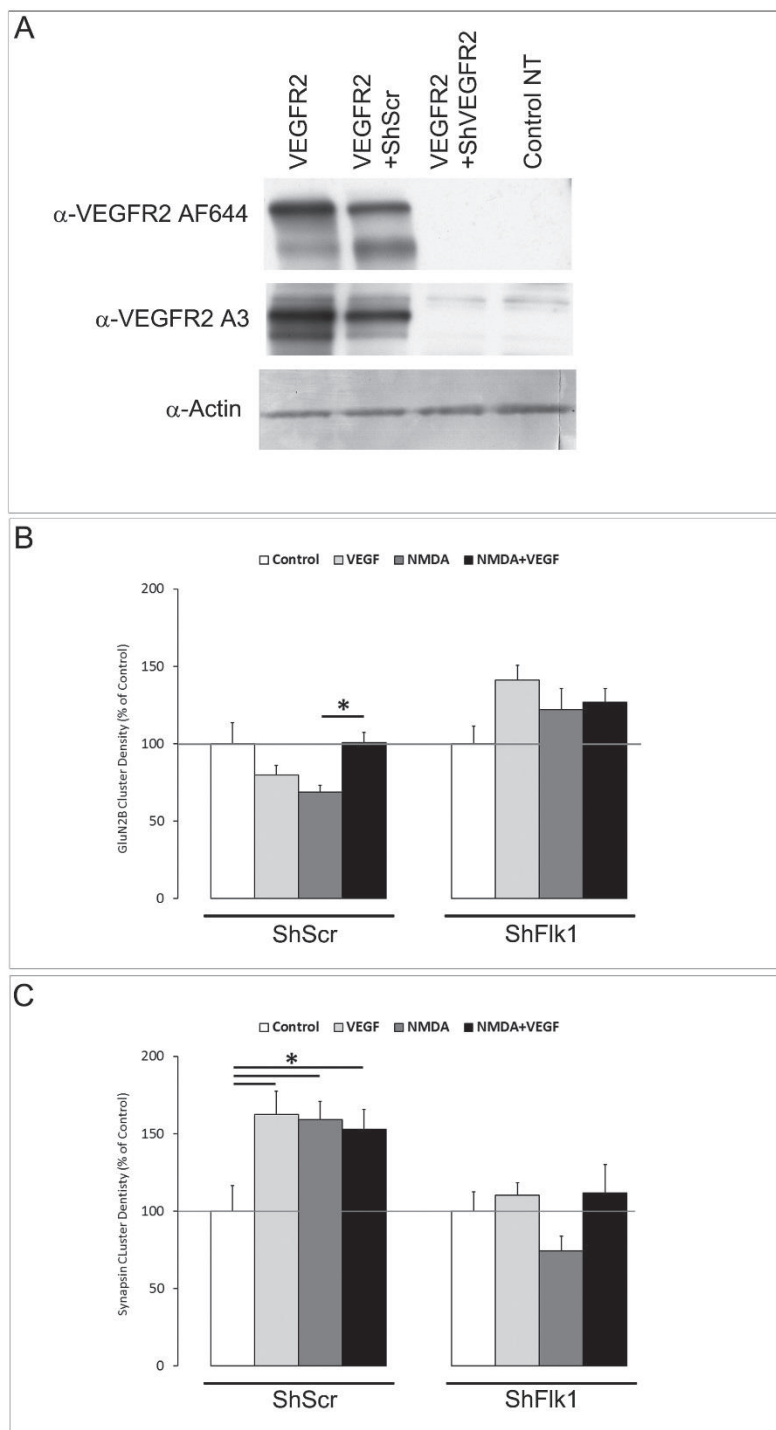 A
VEGFR2
VEGFR2
+ShScr
VEGFR2
+ShVEGFR2
Control NT
α-VEGFR2 AF644
α-VEGFR2 A3
α-Actin
B
Control VEGF NMDA NMDA+VEGF
GluN2B Cluster Density (% of Control)
200
150
100
50
0
*
ShScr ShFlk1
C
Control VEGF NMDA NMDA+VEGF
Synapsin CLuster Dentisty (% of Control)
200
150
100
50
0
*
ShScr ShFlk1